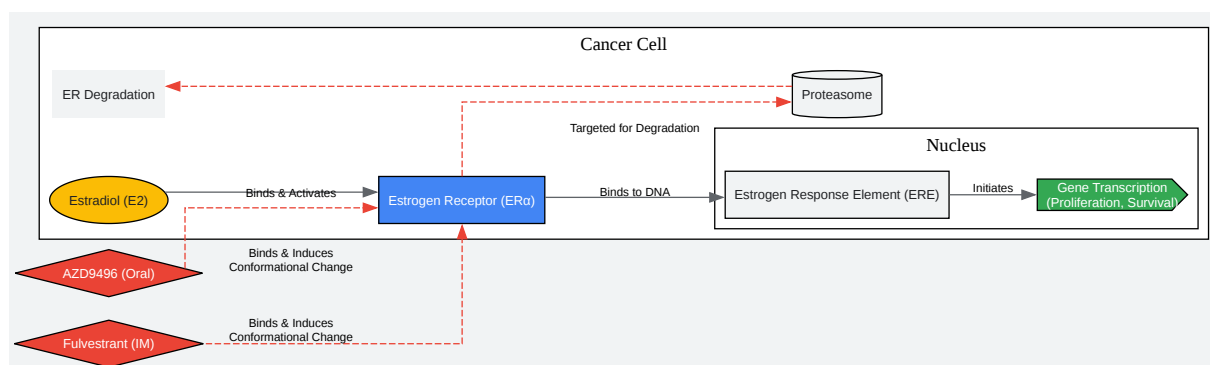 Cancer Cell
ER Degradation
Proteasome
Targeted for Degradation
Nucleus
Estradiol (E2)
Binds & Activates
Estrogen Receptor (ERα)
Binds to DNA
Estrogen Response Element (ERE)
Initiates
Gene Transcription
(Proliferation, Survival)
AZD9496 (Oral)
Binds & Induces
Conformational Change
Fulvestrant (IM)
Binds & Induces
Conformational Change